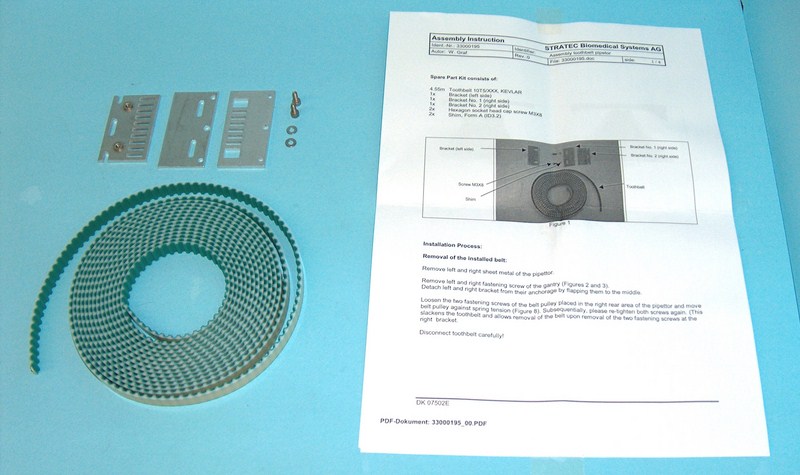 Assembly Instruction
STRATEC Biomedical Systems AG
Ident.-Nr.: 33000195
Identifier: Assembly toothbelt pipettor
Autor: W. Graf
Rev. 0
File: 33000195.doc
side: 1 / 4
Spare Part Kit consists of:
4.55m Toothbelt 10T5/XXX, KEVLAR
1x Bracket (left side)
1x Bracket No. 1 (right side)
1x Bracket No. 2 (right side)
2x Hexagon socket head cap screw M3X8
2x Shim, Form A (ID3.2)
Bracket (left side)
Bracket No. 1 (right side)
Bracket No. 2 (right side)
Screw M3X8
Toothbelt
Shim
Figure 1
Installation Process:
Removal of the installed belt:
Remove left and right sheet metal of the pipettor.
Remove left and right fastening screw of the gantry (Figures 2 and 3).
Detach left and right bracket from their anchorage by flapping them to the middle.
Loosen the two fastening screws of the belt pulley placed in the right rear area of the pipettor and move
belt pulley against spring tension (Figure 8). Subsequently, please re-tighten both screws again. (This
slackens the toothbelt and allows removal of the belt upon removal of the two fastening screws at the
right bracket.
Disconnect toothbelt carefully!
DK 07502E
PDF-Dokument: 33000195_00.PDF